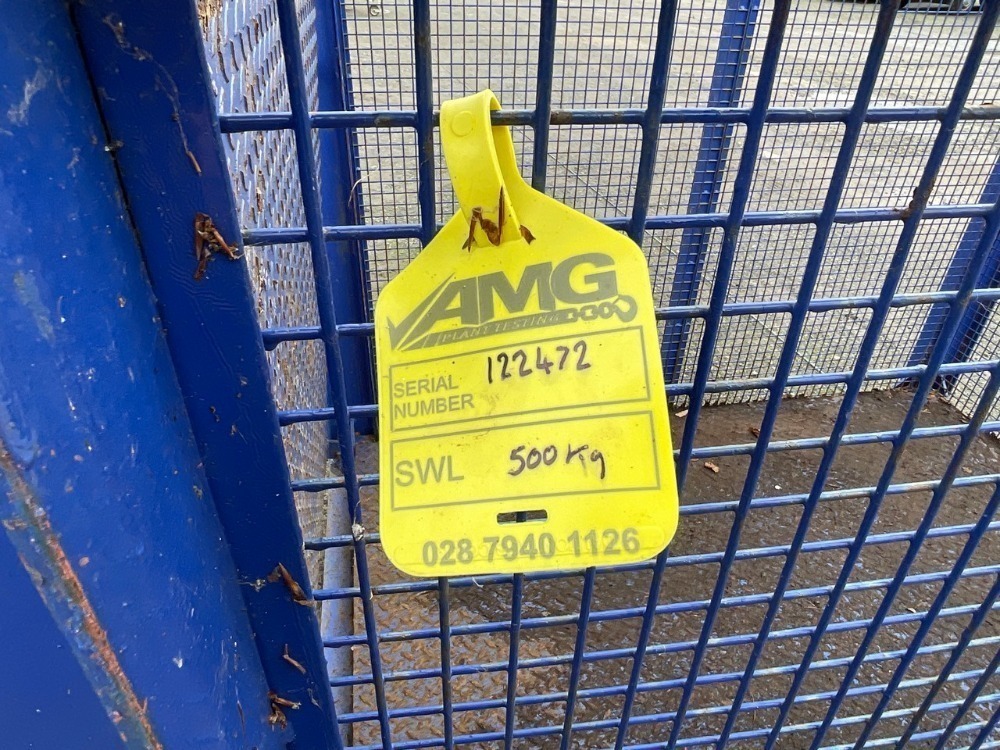 AMG
PLANT TESTING
SERIAL NUMBER 122472
SWL 500 Kg
028 7940 1126